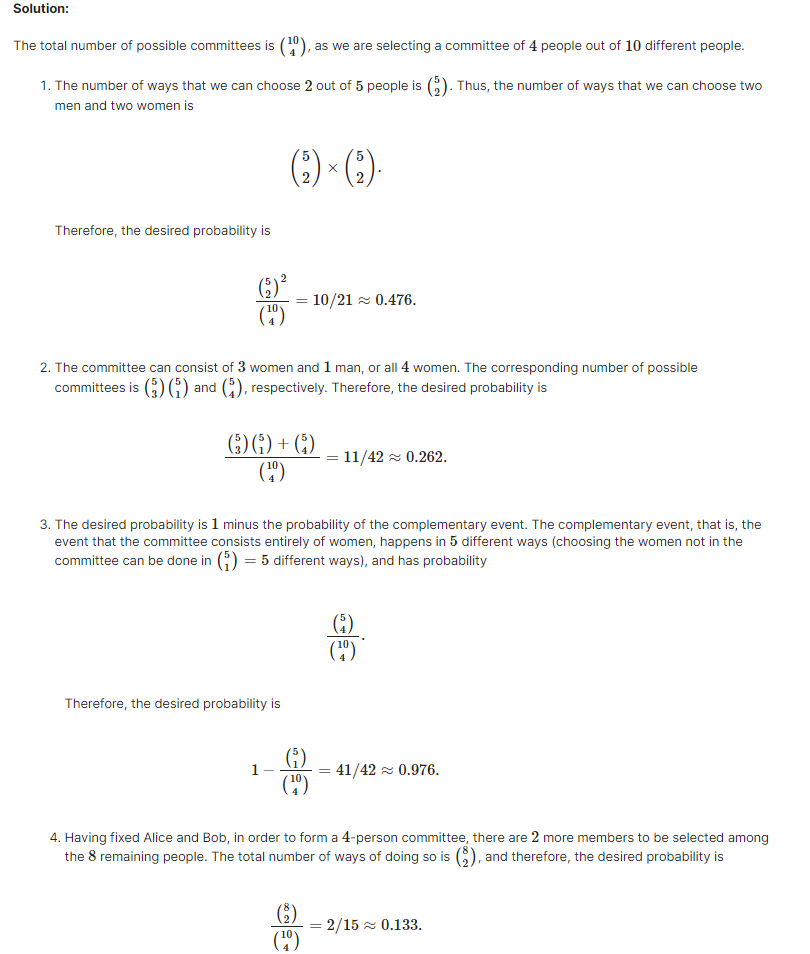 Solution:
The total number of possible committees is \binom{10}{4}, as we are selecting a committee of 4 people out of 10 different people.
1. The number of ways that we can choose 2 out of 5 people is \binom{5}{2}. Thus, the number of ways that we can choose two
men and two women is
\binom{5}{2} × \binom{5}{2}.
Therefore, the desired probability is
\frac{\binom{5}{2}^2}{\binom{10}{4}} = 10/21 ≈ 0.476.
2. The committee can consist of 3 women and 1 man, or all 4 women. The corresponding number of possible
committees is \binom{5}{3}\binom{5}{1} and \binom{5}{4}, respectively. Therefore, the desired probability is
\frac{\binom{5}{3}\binom{5}{1} + \binom{5}{4}}{\binom{10}{4}} = 11/42 ≈ 0.262.
3. The desired probability is 1 minus the probability of the complementary event. The complementary event, that is, the
event that the committee consists entirely of women, happens in 5 different ways (choosing the women not in the
committee can be done in \binom{5}{1} = 5 different ways), and has probability
\frac{\binom{5}{4}}{\binom{10}{4}}.
Therefore, the desired probability is
1 − \frac{\binom{5}{1}}{\binom{10}{4}} = 41/42 ≈ 0.976.
4. Having fixed Alice and Bob, in order to form a 4-person committee, there are 2 more members to be selected among
the 8 remaining people. The total number of ways of doing so is \binom{8}{2}, and therefore, the desired probability is
\frac{\binom{8}{2}}{\binom{10}{4}} = 2/15 ≈ 0.133.